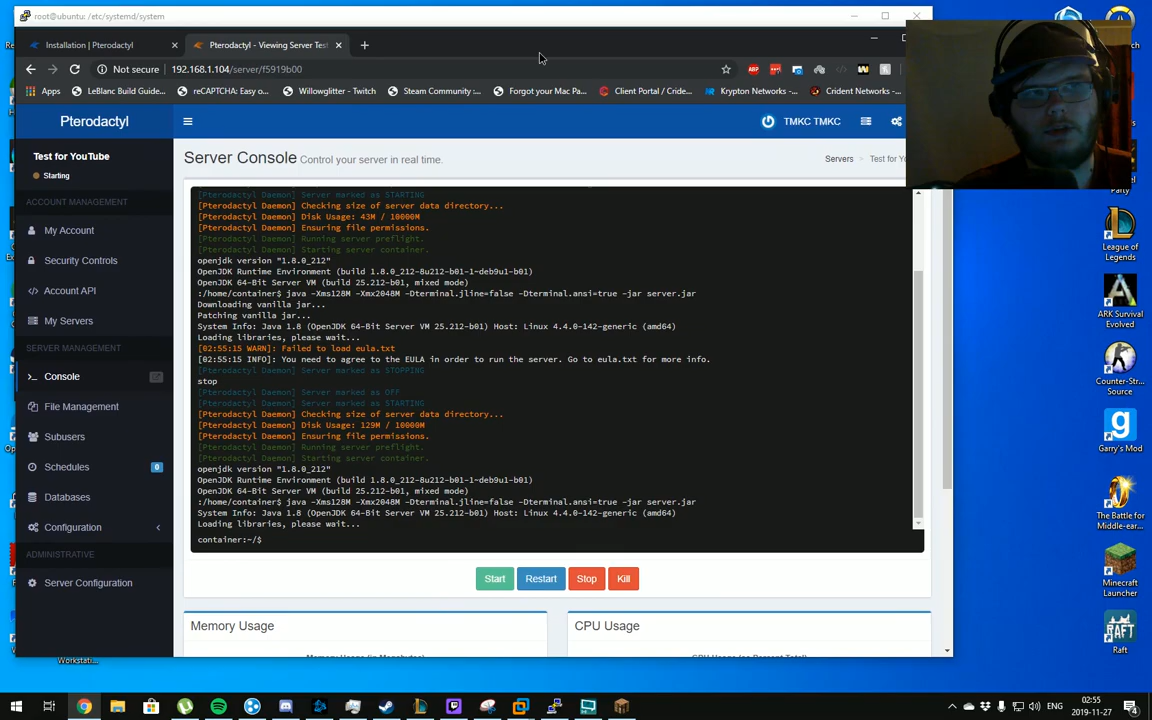 root@ubuntu: /etc/systemd/system
Installation | Pterodactyl
Pterodactyl - Viewing Server Tes
Not secure
192.168.1.104/server/f5919b00
Apps
LeBlanc Build Guide...
reCAPTCHA: Easy o...
Willowglitter - Twitch
Steam Community :...
Forgot your Mac Pa...
Client Portal / Cride...
Krypton Networks -...
Crident Networks -...
Pterodactyl
TMKC TMKC
Test for YouTube
Starting
Server Console Control your server in real time.
Servers > Test for Yo
ACCOUNT MANAGEMENT
My Account
Security Controls
Account API
My Servers
SERVER MANAGEMENT
Console
File Management
Subusers
Schedules
0
Databases
Configuration
ADMINISTRATIVE
Server Configuration
[Pterodactyl Daemon] Server marked as STARTING
[Pterodactyl Daemon] Checking size of server data directory...
[Pterodactyl Daemon] Disk Usage: 43M / 10000M
[Pterodactyl Daemon] Ensuring file permissions.
[Pterodactyl Daemon] Running server preflight.
[Pterodactyl Daemon] Starting server container.
openjdk version "1.8.0_212"
OpenJDK Runtime Environment (build 1.8.0_212-8u212-b01-1~deb9u1-b01)
OpenJDK 64-Bit Server VM (build 25.212-b01, mixed mode)
:/home/container$ java -Xms128M -Xmx2048M -Dterminal.jline=false -Dterminal.ansi=true -jar server.jar
Downloading vanilla jar...
Patching vanilla jar...
System Info: Java 1.8 (OpenJDK 64-Bit Server VM 25.212-b01) Host: Linux 4.4.0-142-generic (amd64)
Loading libraries, please wait...
[02:55:15 WARN]: Failed to load eula.txt
[02:55:15 INFO]: You need to agree to the EULA in order to run the server. Go to eula.txt for more info.
[Pterodactyl Daemon] Server marked as STOPPING
stop
[Pterodactyl Daemon] Server marked as OFF
[Pterodactyl Daemon] Server marked as STARTING
[Pterodactyl Daemon] Checking size of server data directory...
[Pterodactyl Daemon] Disk Usage: 129M / 10000M
[Pterodactyl Daemon] Ensuring file permissions.
[Pterodactyl Daemon] Running server preflight.
[Pterodactyl Daemon] Starting server container.
openjdk version "1.8.0_212"
OpenJDK Runtime Environment (build 1.8.0_212-8u212-b01-1~deb9u1-b01)
OpenJDK 64-Bit Server VM (build 25.212-b01, mixed mode)
:/home/container$ java -Xms128M -Xmx2048M -Dterminal.jline=false -Dterminal.ansi=true -jar server.jar
System Info: Java 1.8 (OpenJDK 64-Bit Server VM 25.212-b01) Host: Linux 4.4.0-142-generic (amd64)
Loading libraries, please wait...
container:~/$
Start
Restart
Stop
Kill
Memory Usage
CPU Usage
Workstati...
Party
League of
Legends
ARK Survival
Evolved
Counter-Str...
Source
Garry's Mod
The Battle for
Middle-ear...
Minecraft
Launcher
Raft
ENG
02:55
2019-11-27